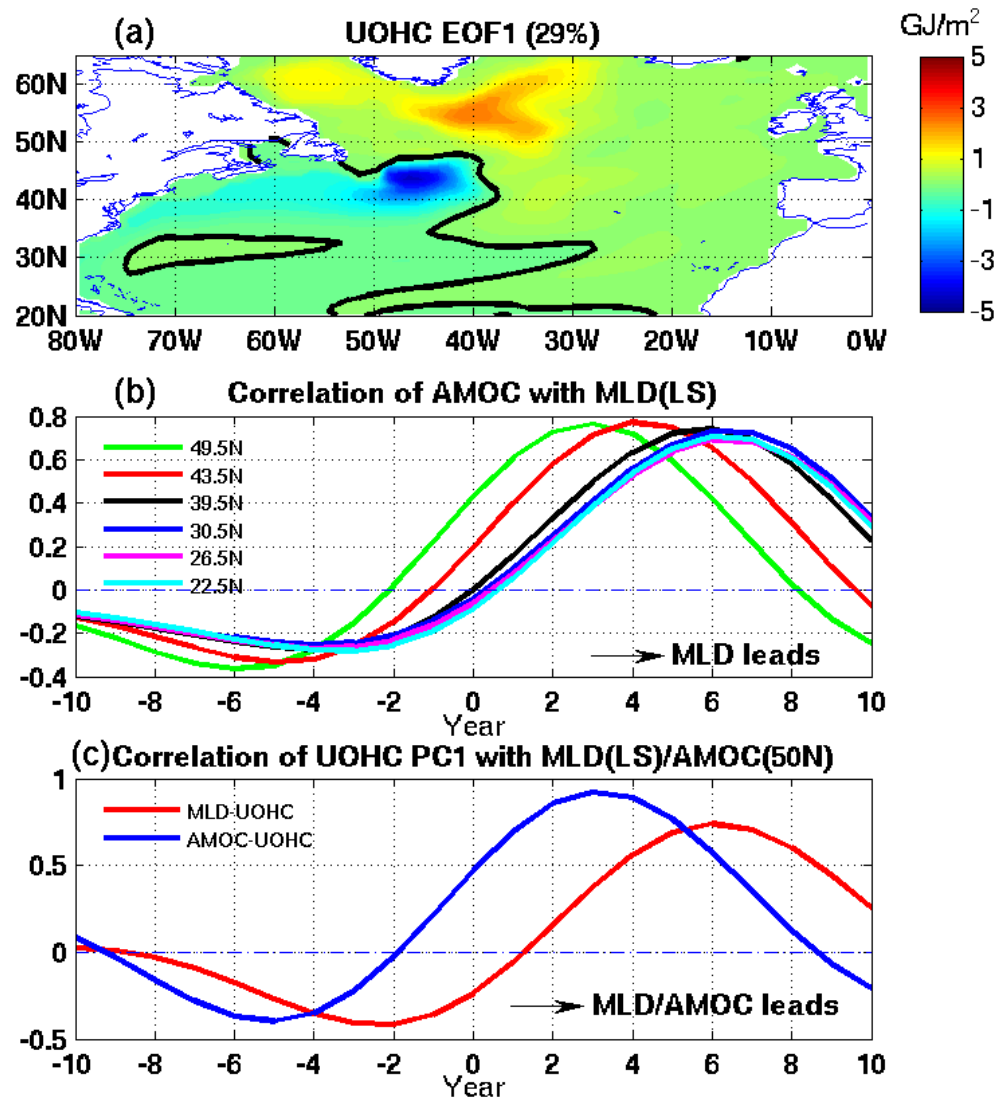 (a) UOHC EOF1 (29%) GJ/m²
60N
50N
40N
30N
20N
80W 70W 60W 50W 40W 30W 20W 10W 0W
5
3
1
-1
-3
-5
(b) Correlation of AMOC with MLD(LS)
0.8
0.6
0.4
0.2
0
-0.2
-0.4
49.5N
43.5N
39.5N
30.5N
26.5N
22.5N
MLD leads
-10 -8 -6 -4 -2 0 2 4 6 8 10
Year
(c) Correlation of UOHC PC1 with MLD(LS)/AMOC(50N)
1
0.5
0
-0.5
MLD-UOHC
AMOC-UOHC
MLD/AMOC leads
-10 -8 -6 -4 -2 0 2 4 6 8 10
Year